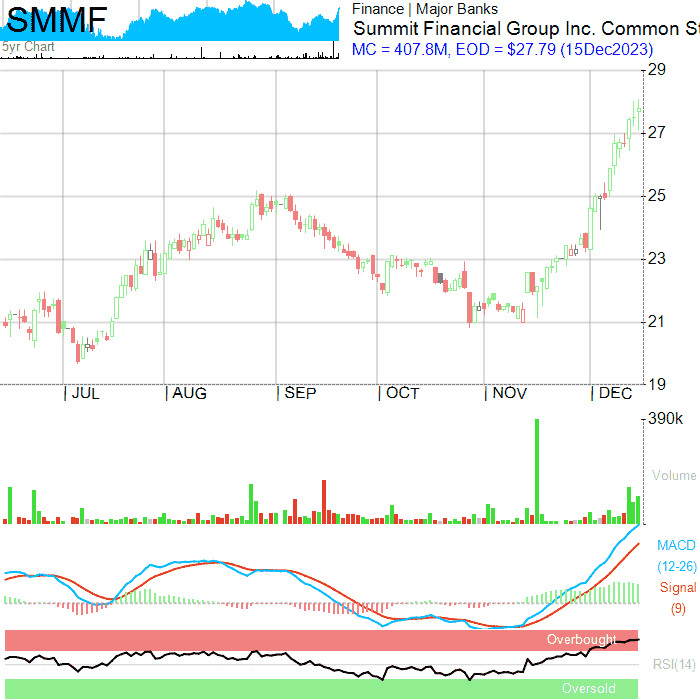 SMMF
5yr Chart
Finance | Major Banks
Summit Financial Group Inc. Common St
MC = 407.8M, EOD = $27.79 (15Dec2023)
29
27
25
23
21
19
| JUL | AUG | SEP | OCT | NOV | DEC
390k
Volume
MACD
(12-26)
Signal
(9)
Overbought
RSI(14)
Oversold